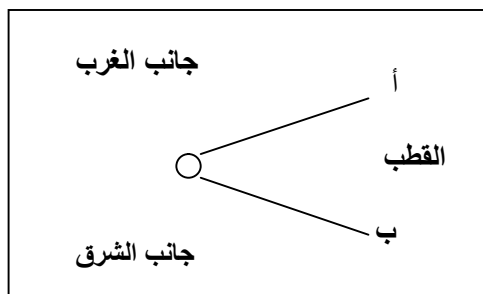 جانب الغرب
أ
القطب
ب
جانب الشرق